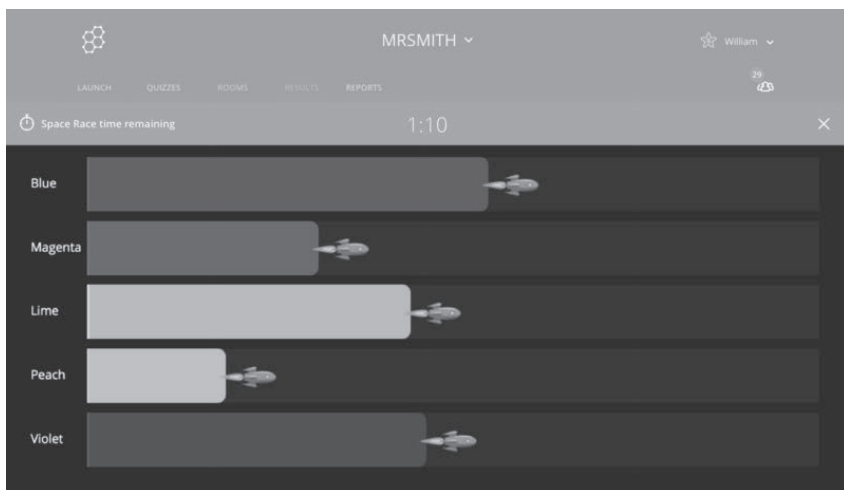 MRSMITH
William
29
LAUNCH QUIZZES ROOMS RESULTS REPORTS
Space Race time remaining 1:10
Blue
Magenta
Lime
Peach
Violet